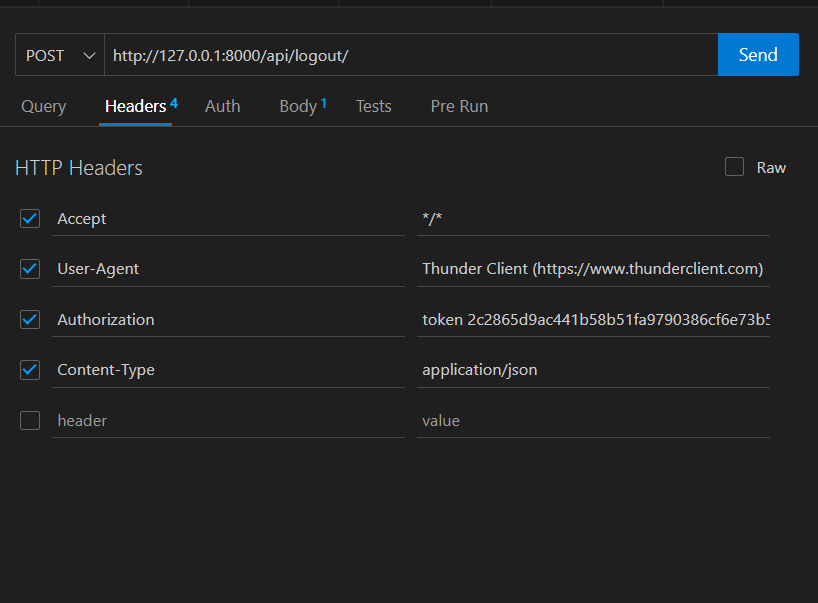 POST http://127.0.0.1:8000/api/logout/ Send
Query Headers 4 Auth Body 1 Tests Pre Run
HTTP Headers Raw
Accept */*
User-Agent Thunder Client (https://www.thunderclient.com)
Authorization token 2c2865d9ac441b58b51fa9790386cf6e73b5
Content-Type application/json
header value